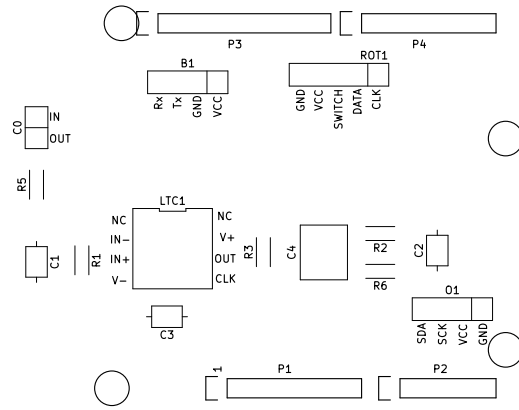 P3
P4
B1
ROT1
Rx
Tx
GND
VCC
GND
VCC
SWITCH
DATA
CLK
C0
IN
OUT
R5
LTC1
NC
IN-
IN+
V-
NC
V+
OUT
CLK
C1
R1
R3
C4
R2
R6
C2
C3
O1
SDA
SCK
VCC
GND
1
P1
P2